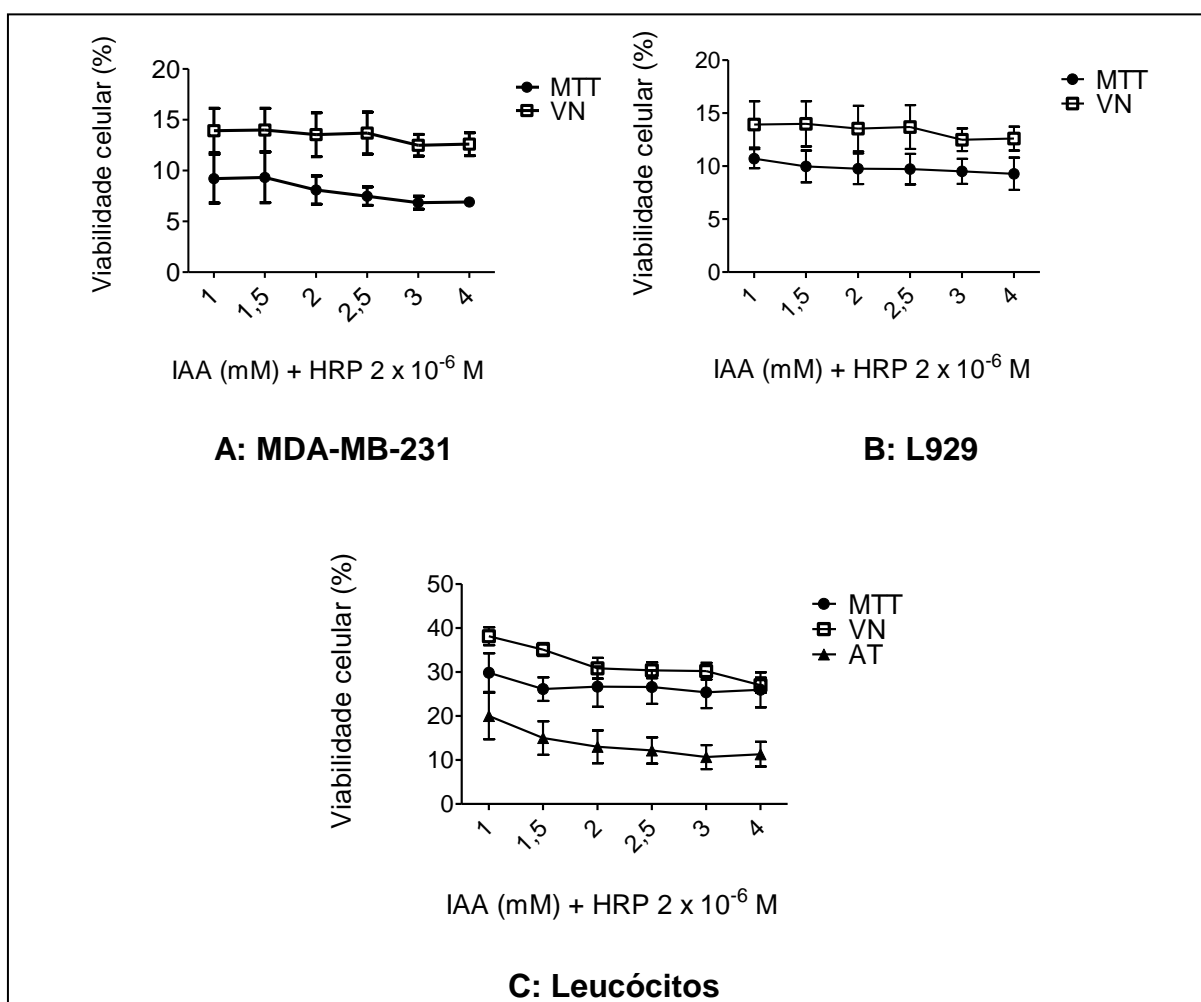 Viabilidade celular (%)
20
15
10
5
0
1
1,5
2
2,5
3
4
MTT
VN
IAA (mM) + HRP 2 x 10⁻⁶ M
A: MDA-MB-231
Viabilidade celular (%)
20
15
10
5
0
1
1,5
2
2,5
3
4
MTT
VN
IAA (mM) + HRP 2 x 10⁻⁶ M
B: L929
Viabilidade celular (%)
50
40
30
20
10
0
1
1,5
2
2,5
3
4
MTT
VN
AT
IAA (mM) + HRP 2 x 10⁻⁶ M
C: Leucócitos